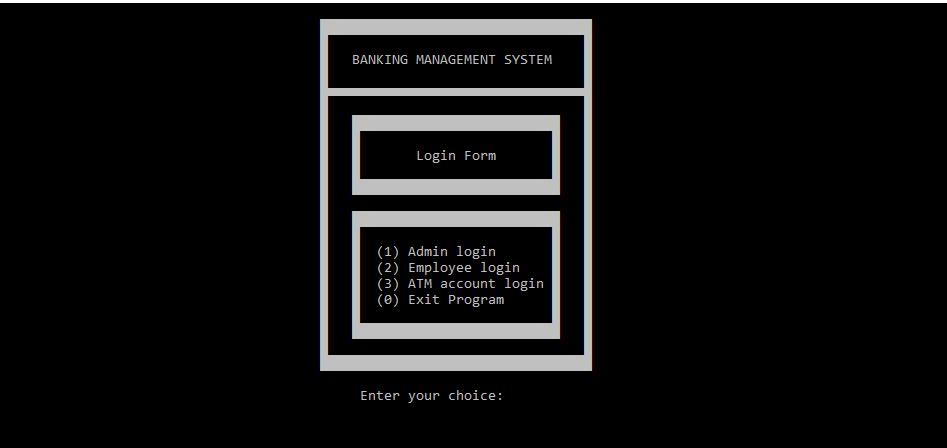 BANKING MANAGEMENT SYSTEM
Login Form
(1) Admin login
(2) Employee login
(3) ATM account login
(0) Exit Program
Enter your choice: